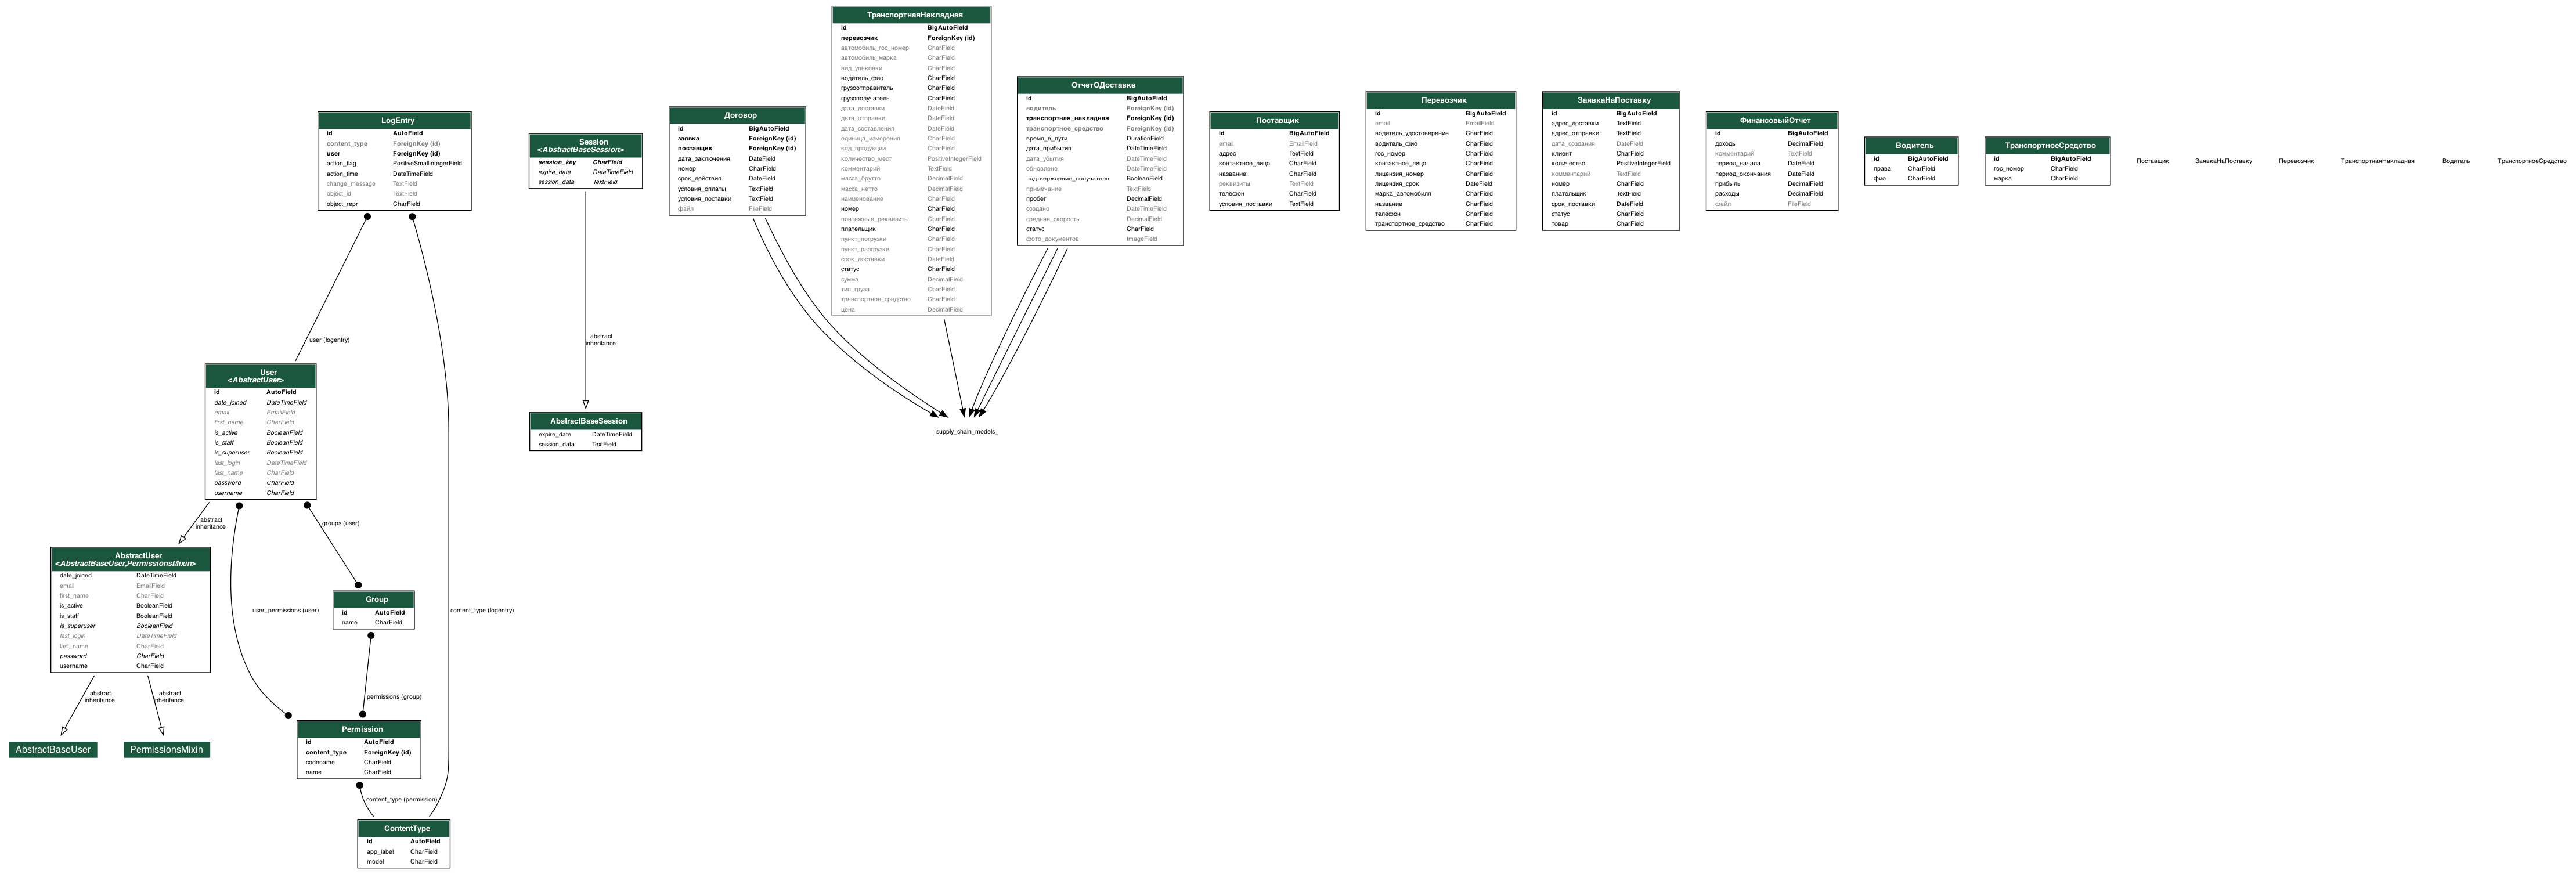 ТранспортнаяНакладная
id BigAutoField
перевозчик ForeignKey (id)
автомобиль_гос_номер CharField
автомобиль_марка CharField
вид_упаковки CharField
водитель_фио CharField
грузоотправитель CharField
грузополучатель CharField
дата_доставки DateField
дата_отправки DateField
дата_составления DateField
единица_измерения CharField
код_продукции CharField
количество_мест PositiveIntegerField
комментарий TextField
масса_брутто DecimalField
масса_нетто DecimalField
наименование CharField
номер CharField
платежные_реквизиты CharField
плательщик CharField
пункт_погрузки CharField
пункт_разгрузки CharField
срок_доставки DateField
статус CharField
сумма DecimalField
тип_груза CharField
транспортное_средство CharField
цена DecimalField
ОтчетОДоставке
id BigAutoField
водитель ForeignKey (id)
транспортная_накладная ForeignKey (id)
транспортное_средство ForeignKey (id)
время_в_пути DurationField
дата_прибытия DateTimeField
дата_убытия DateTimeField
обновлено DateTimeField
подтверждение_получателя BooleanField
примечание TextField
пробег DecimalField
создано DateTimeField
средняя_скорость DecimalField
статус CharField
фото_документов ImageField
LogEntry
id AutoField
content_type ForeignKey (id)
user ForeignKey (id)
action_flag PositiveSmallIntegerField
action_time DateTimeField
change_message TextField
object_id TextField
object_repr CharField
Session
<AbstractBaseSession>
session_key CharField
expire_date DateTimeField
session_data TextField
Договор
id BigAutoField
заявка ForeignKey (id)
поставщик ForeignKey (id)
дата_заключения DateField
номер CharField
срок_действия DateField
условия_оплаты TextField
условия_поставки TextField
файл FileField
Поставщик
id BigAutoField
email EmailField
адрес TextField
контактное_лицо CharField
название CharField
реквизиты TextField
телефон CharField
условия_поставки TextField
Перевозчик
id BigAutoField
email EmailField
водитель_удостоверение CharField
водитель_фио CharField
гос_номер CharField
контактное_лицо CharField
лицензия_номер CharField
лицензия_срок DateField
марка_автомобиля CharField
название CharField
телефон CharField
транспортное_средство CharField
ЗаявкаНаПоставку
id BigAutoField
адрес_доставки TextField
адрес_отправки TextField
дата_создания DateField
клиент CharField
количество PositiveIntegerField
комментарий TextField
номер CharField
плательщик TextField
срок_поставки DateField
статус CharField
товар CharField
ФинансовыйОтчет
id BigAutoField
доходы DecimalField
комментарий TextField
период_начала DateField
период_окончания DateField
прибыль DecimalField
расходы DecimalField
файл FileField
Водитель
id BigAutoField
права CharField
фио CharField
ТранспортноеСредство
id BigAutoField
гос_номер CharField
марка CharField
Поставщик
ЗаявкаНаПоставку
Перевозчик
ТранспортнаяНакладная
Водитель
ТранспортноеСредство
user (logentry)
abstract
inheritance
User
<AbstractUser>
id AutoField
date_joined DateTimeField
email EmailField
first_name CharField
is_active BooleanField
is_staff BooleanField
is_superuser BooleanField
last_login DateTimeField
last_name CharField
password CharField
username CharField
AbstractBaseSession
expire_date DateTimeField
session_data TextField
supply_chain_models_
abstract
inheritance
groups (user)
AbstractUser
<AbstractBaseUser,PermissionsMixin>
date_joined DateTimeField
email EmailField
first_name CharField
is_active BooleanField
is_staff BooleanField
is_superuser BooleanField
last_login DateTimeField
last_name CharField
password CharField
username CharField
user_permissions (user)
content_type (logentry)
Group
id AutoField
name CharField
abstract
inheritance
abstract
inheritance
permissions (group)
AbstractBaseUser
PermissionsMixin
Permission
id AutoField
content_type ForeignKey (id)
codename CharField
name CharField
content_type (permission)
ContentType
id AutoField
app_label CharField
model CharField